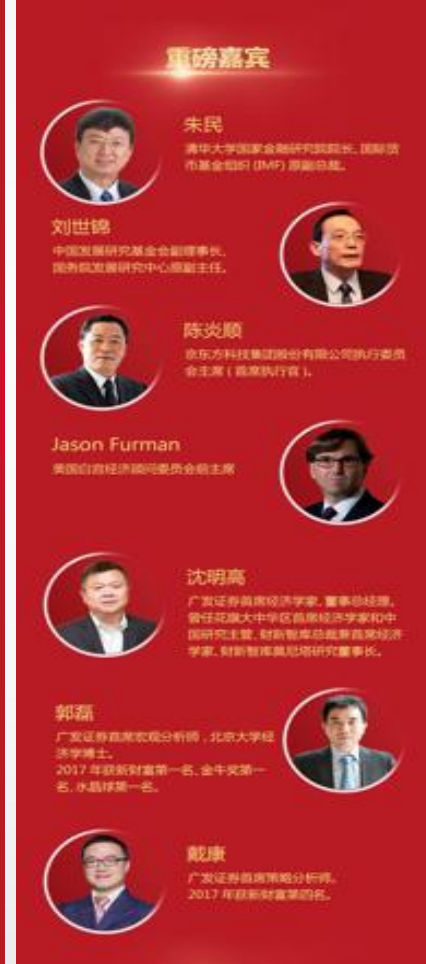 重磅嘉宾
朱民
清华大学国家金融研究院院长、国际货
币基金组织 (IMF) 原副总裁。
刘世锦
中国发展研究基金会副理事长、
国务院发展研究中心原副主任。
陈炎顺
京东方科技集团股份有限公司执行委员
会主席 ( 首席执行官 )。
Jason Furman
美国白宫经济顾问委员会前主席
沈明高
广发证券首席经济学家、董事总经理。
曾任花旗大中华区首席经济学家和中
国研究主管、财新智库总裁兼首席经济
学家、财新智库莫尼塔研究董事长。
郭磊
广发证券首席宏观分析师，北京大学经
济学博士。
2017 年获新财富第一名、金牛奖第一
名、水晶球第一名。
戴康
广发证券首席策略分析师。
2017 年获新财富第四名。